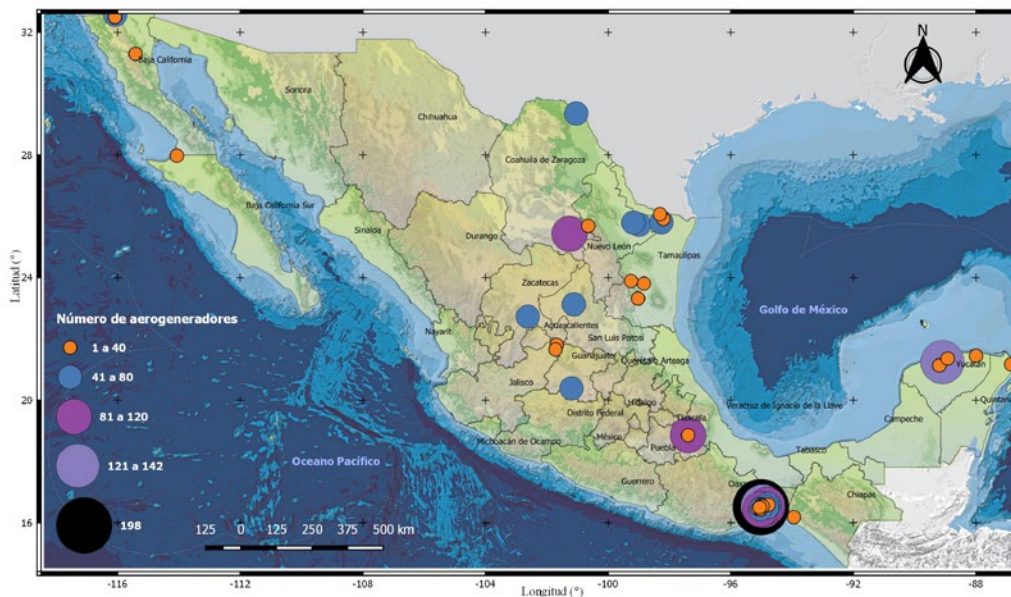 32
28
24
20
16
Latitud (°)
N
Baja California
Sonora
Chihuahua
Coahuila de Zaragoza
Baja California Sur
Sinaloa
Durango
Nuevo León
Tamaulipas
Zacatecas
Golfo de México
Nayarit
Aguascalientes
San Luis Potosí
Guanajuato
Querétaro Arteaga
Yucatán
Jalisco
Hidalgo
Quintana
Distrito Federal
Tlaxcala
Veracruz de Ignacio de la Llave
Campeche
Michoacán de Ocampo
México
Puebla
Tabasco
Oceano Pacífico
Guerrero
Chiapas
Número de aerogeneradores
1 a 40
41 a 80
81 a 120
121 a 142
198
125 0 125 250 375 500 km
-116 -112 -108 -104 -100 -96 -92 -88
Longitud (°)